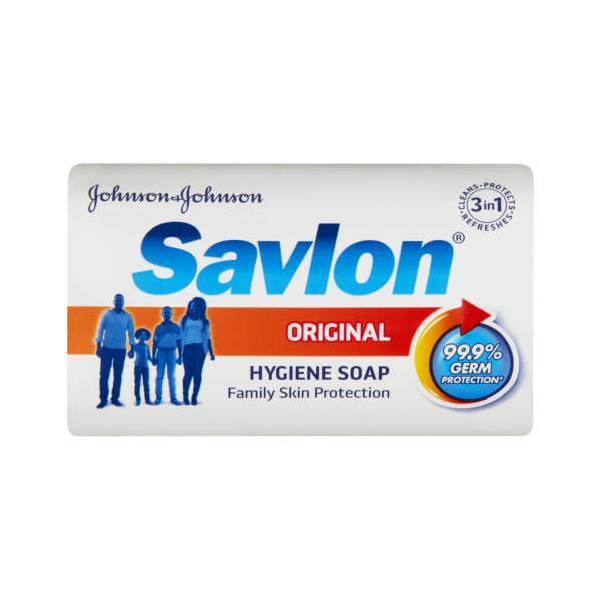 Johnson & Johnson
CLEANS • PROTECTS
3 in 1
• REFRESHES •
Savlon®
ORIGINAL
HYGIENE SOAP
Family Skin Protection
99.9%
GERM
PROTECTION*